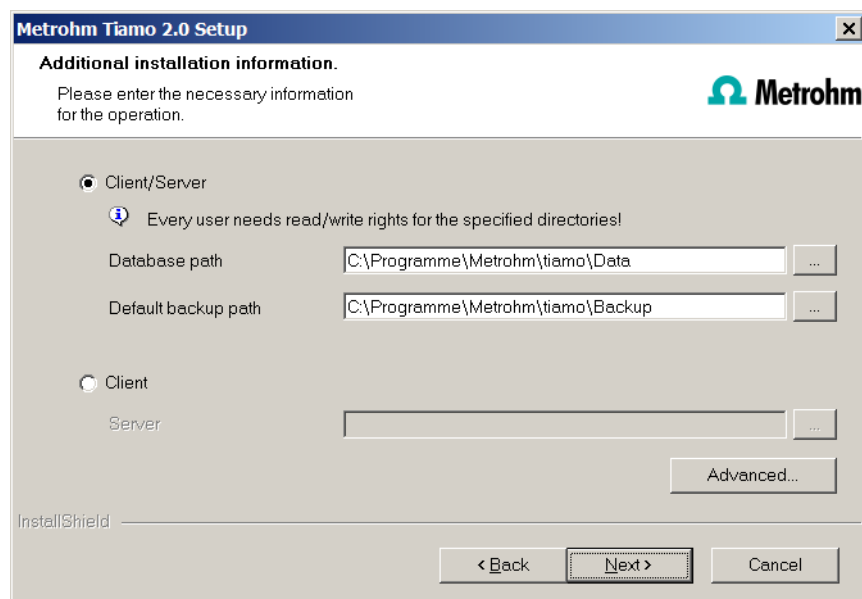 Metrohm Tiamo 2.0 Setup
Additional installation information.
Please enter the necessary information
for the operation.
Metrohm
Client/Server
Every user needs read/write rights for the specified directories!
Database path C:\Programme\Metrohm\tiamo\Data ...
Default backup path C:\Programme\Metrohm\tiamo\Backup ...
Client
Server ...
Advanced...
InstallShield
< Back Next > Cancel